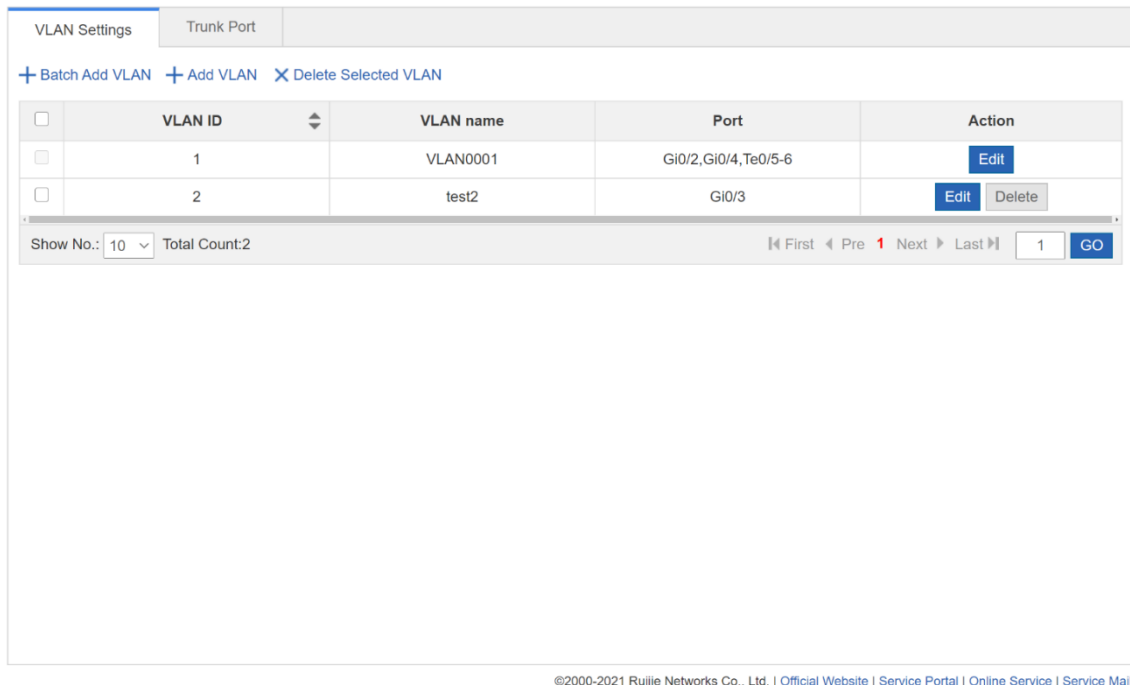 VLAN Settings Trunk Port
Batch Add VLAN Add VLAN Delete Selected VLAN
VLAN ID VLAN name Port Action
1 VLAN0001 Gi0/2,Gi0/4,Te0/5-6 Edit
2 test2 Gi0/3 Edit Delete
Show No.: 10 Total Count:2 First Pre 1 Next Last 1 GO
©2000-2021 Ruijie Networks Co., Ltd. | Official Website | Service Portal | Online Service | Service Mail